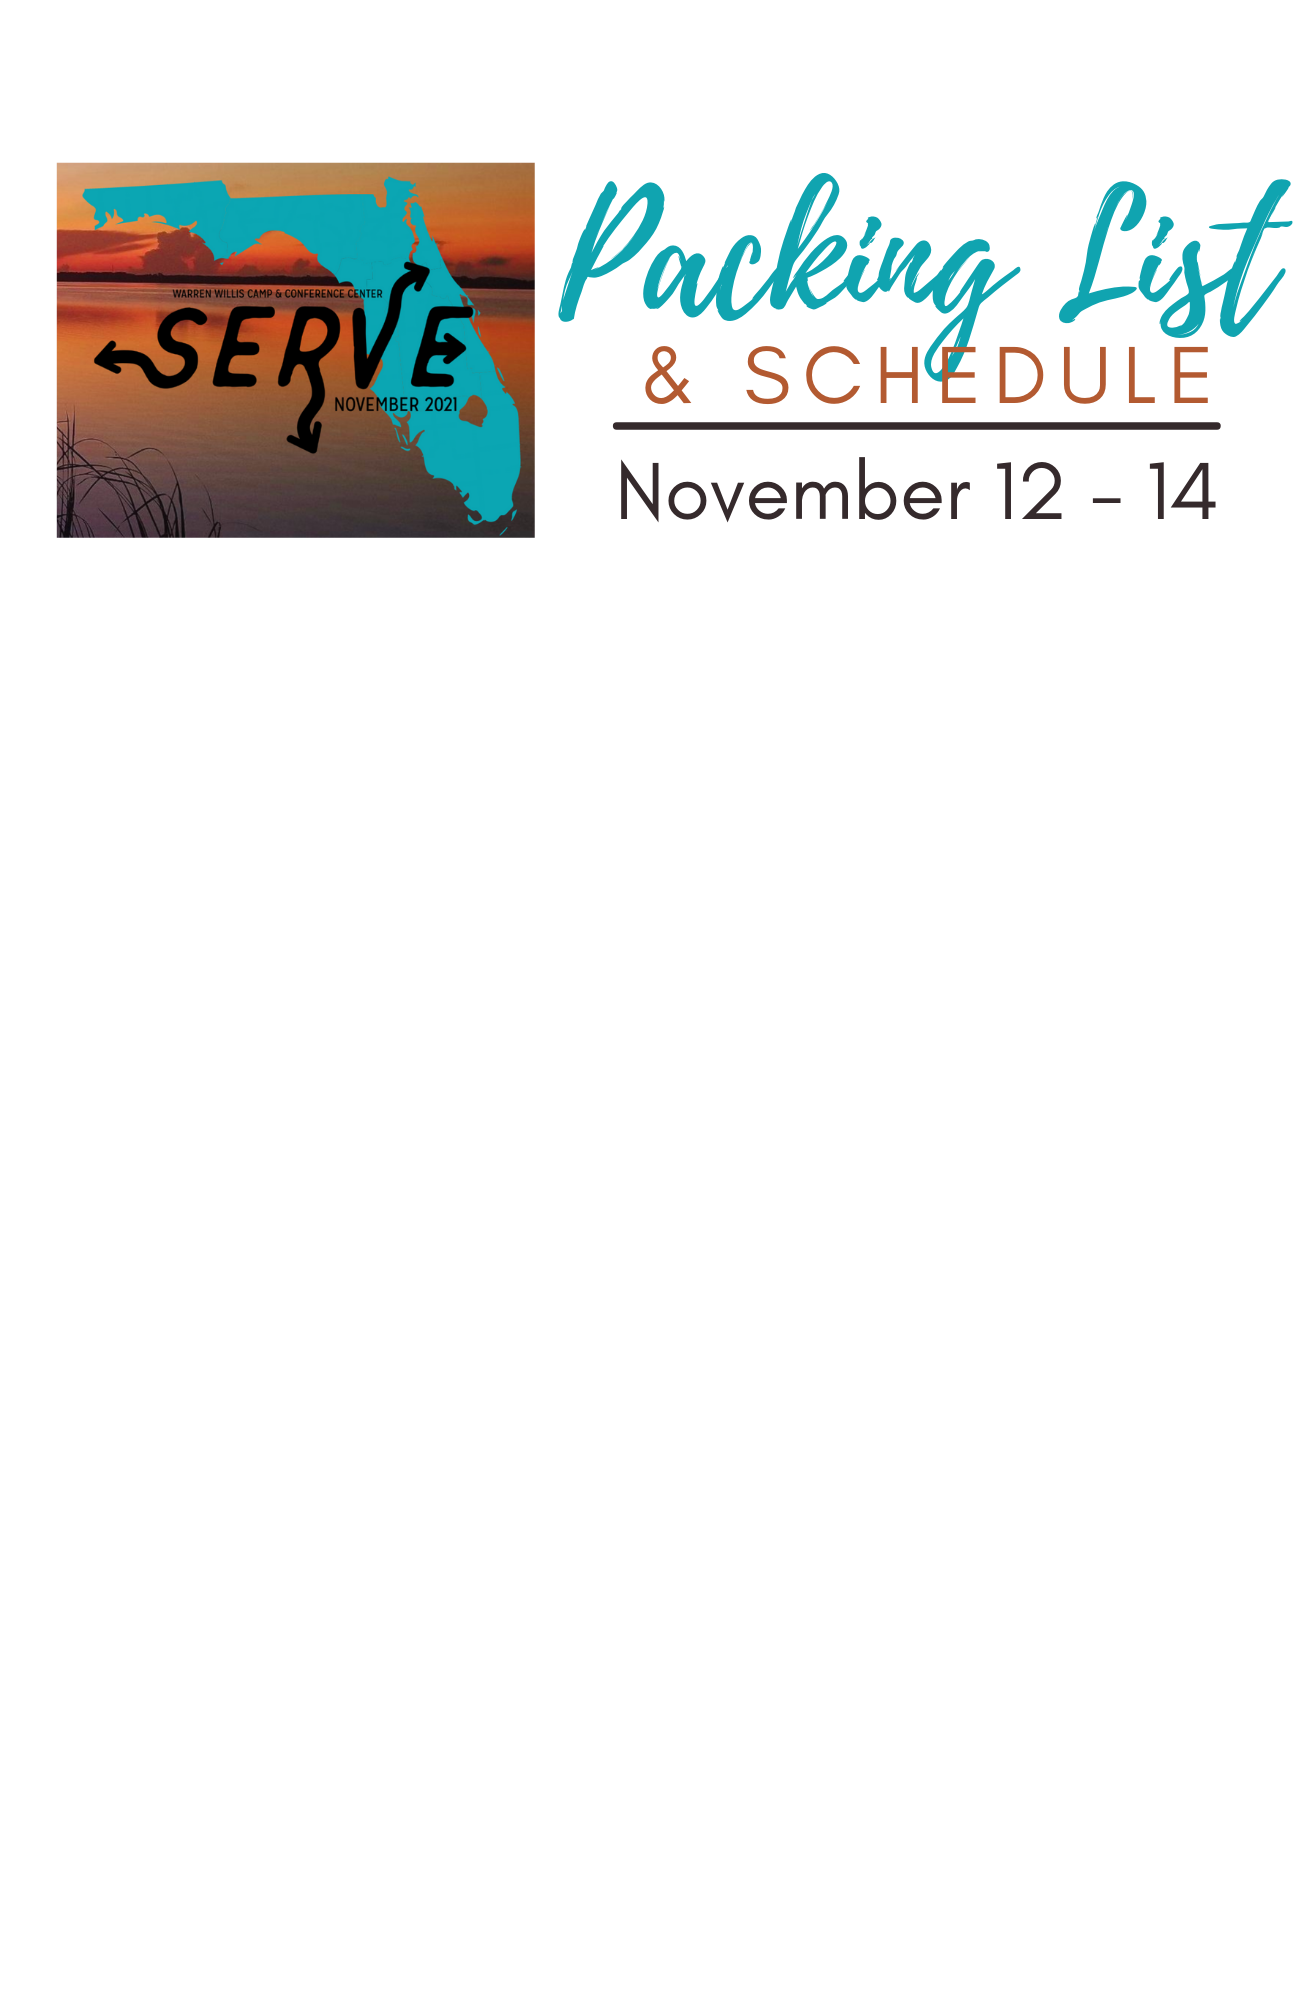 WARREN WILLIS CAMP & CONFERENCE CENTER
SERVE
NOVEMBER 2021
Packing List
& SCHEDULE
November 12 - 14